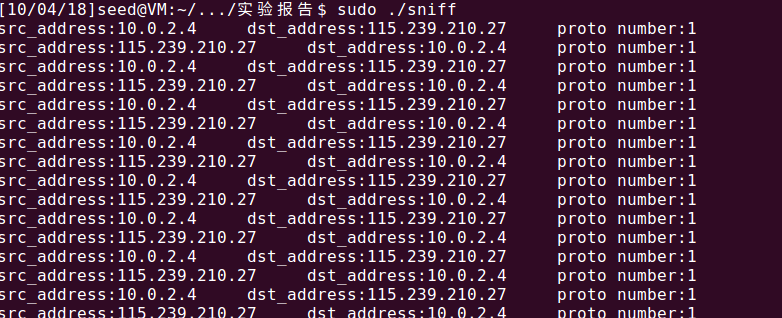 [10/04/18]seed@VM:~/.../实验报告$ sudo ./sniff
src_address:10.0.2.4     dst_address:115.239.210.27     proto number:1
src_address:115.239.210.27     dst_address:10.0.2.4     proto number:1
src_address:10.0.2.4     dst_address:115.239.210.27     proto number:1
src_address:115.239.210.27     dst_address:10.0.2.4     proto number:1
src_address:10.0.2.4     dst_address:115.239.210.27     proto number:1
src_address:115.239.210.27     dst_address:10.0.2.4     proto number:1
src_address:10.0.2.4     dst_address:115.239.210.27     proto number:1
src_address:115.239.210.27     dst_address:10.0.2.4     proto number:1
src_address:10.0.2.4     dst_address:115.239.210.27     proto number:1
src_address:115.239.210.27     dst_address:10.0.2.4     proto number:1
src_address:10.0.2.4     dst_address:115.239.210.27     proto number:1
src_address:115.239.210.27     dst_address:10.0.2.4     proto number:1
src_address:10.0.2.4     dst_address:115.239.210.27     proto number:1
src_address:115.239.210.27     dst_address:10.0.2.4     proto number:1
src_address:10.0.2.4     dst_address:115.239.210.27     proto number:1
src_address:115.239.210.27     dst_address:10.0.2.4     proto number:1